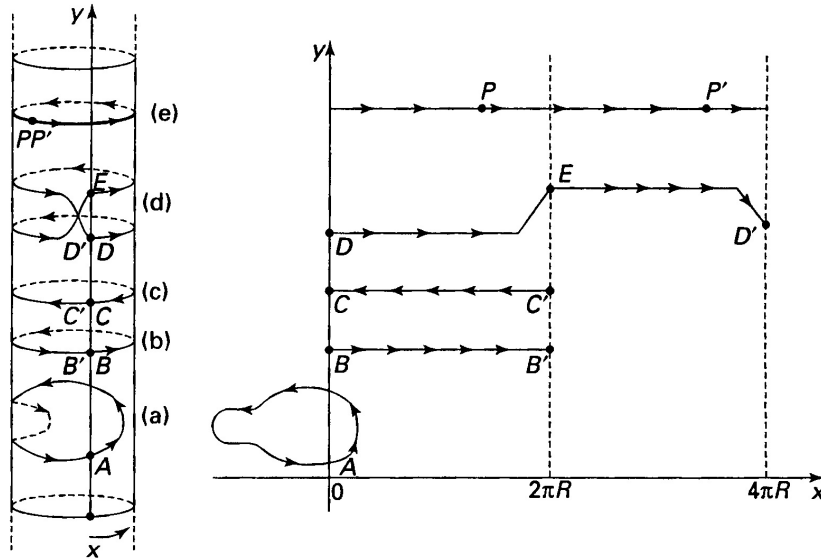 y
(e)
PP'
E
(d)
D' D
(c)
C' C
(b)
B' B
(a)
A
x
y
P P'
E
D D'
C C'
B B'
A
0 2πR 4πR x